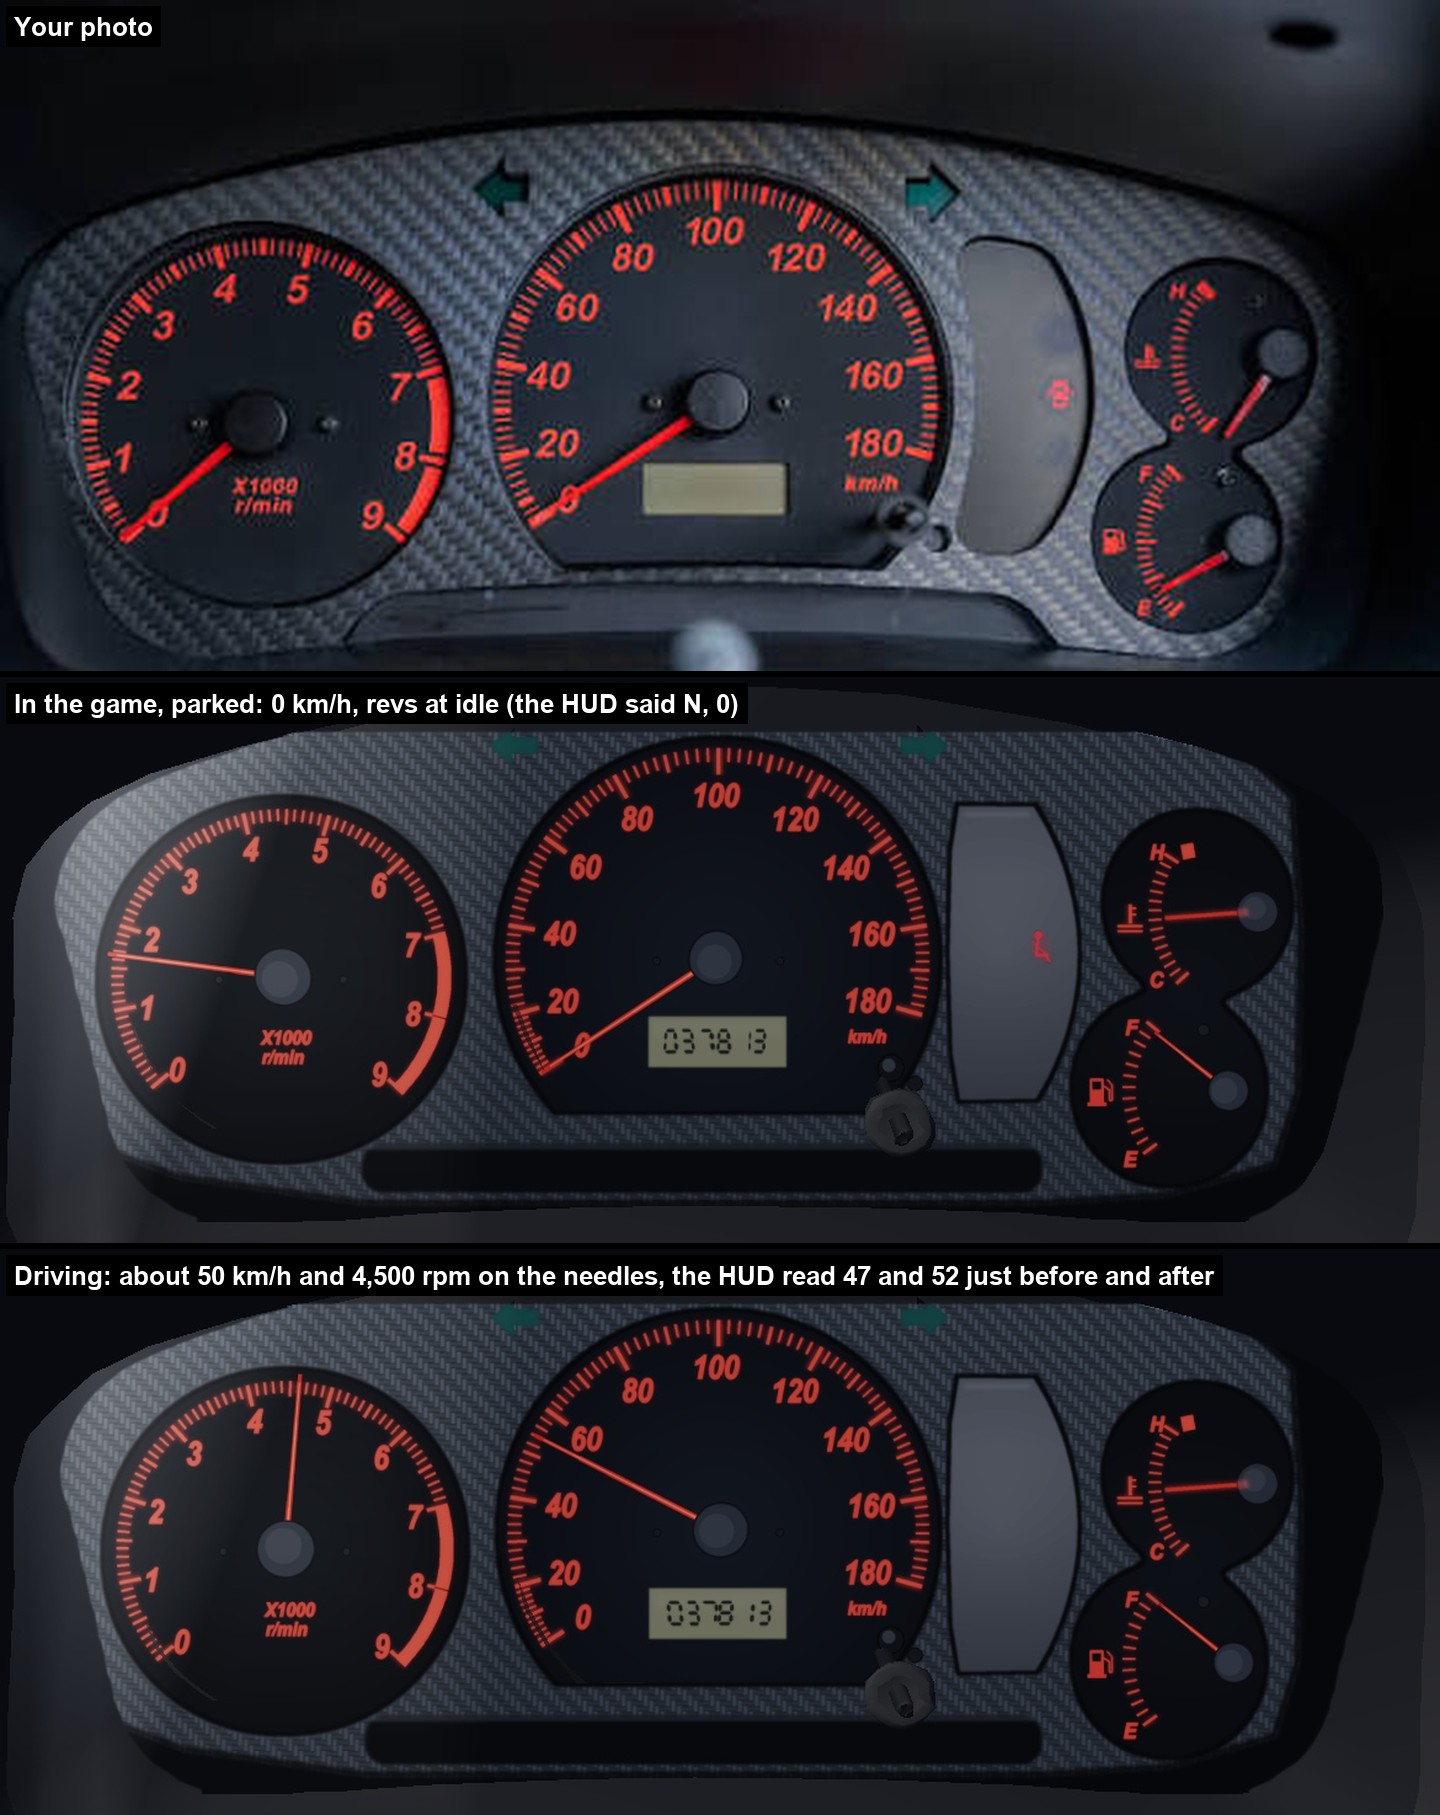 Your photo
0
1
2
3
4
5
6
7
8
9
X1000
r/min
0
20
40
60
80
100
120
140
160
180
km/h
H
C
F
E
In the game, parked: 0 km/h, revs at idle (the HUD said N, 0)
0
1
2
3
4
5
6
7
8
9
X1000
r/min
0
20
40
60
80
100
120
140
160
180
km/h
037813
H
C
F
E
Driving: about 50 km/h and 4,500 rpm on the needles, the HUD read 47 and 52 just before and after
0
1
2
3
4
5
6
7
8
9
X1000
r/min
0
20
40
60
80
100
120
140
160
180
km/h
037813
H
C
F
E